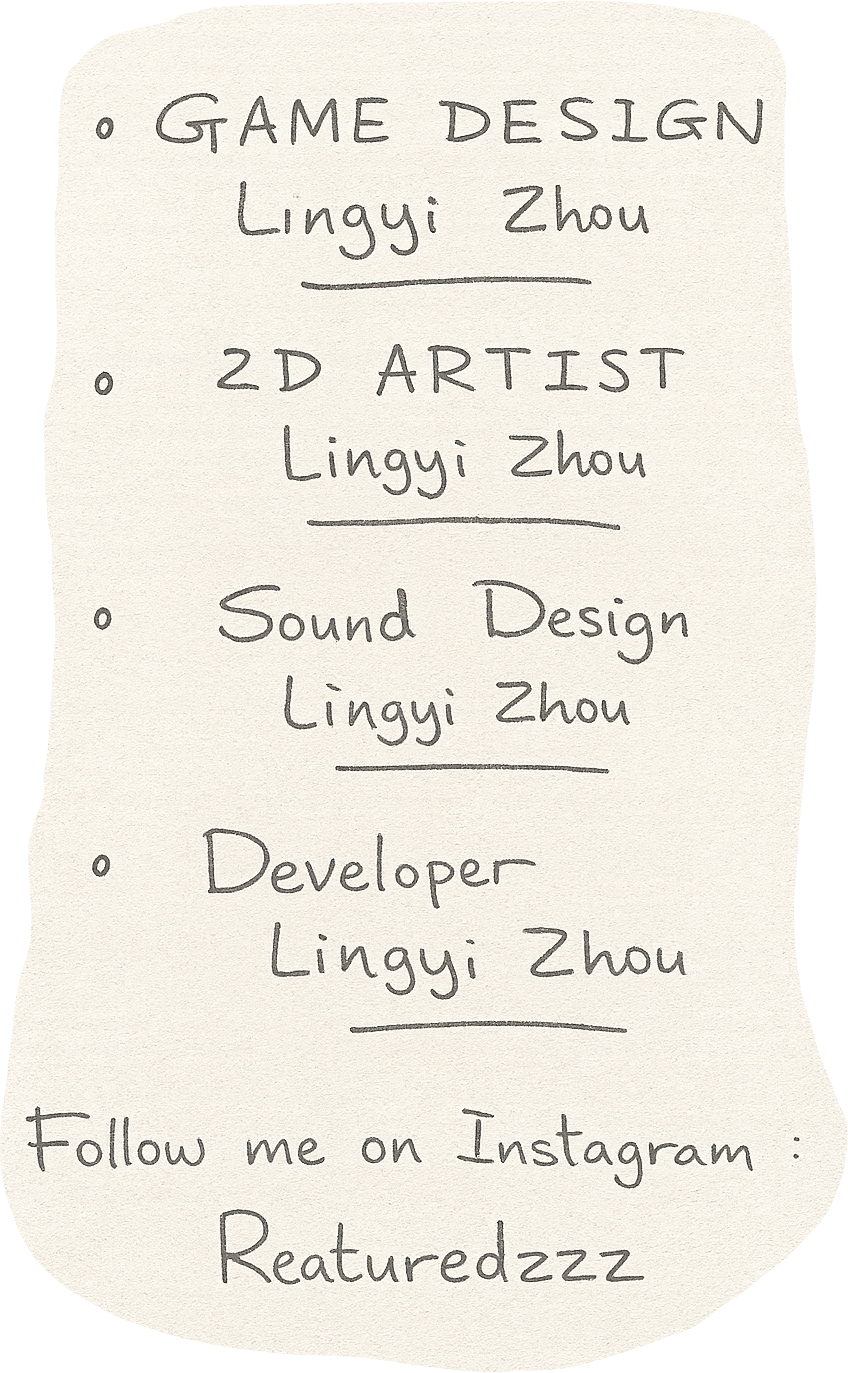 GAME DESIGN
Lingyi Zhou
2D ARTIST
Lingyi Zhou
Sound Design
Lingyi Zhou
Developer
Lingyi Zhou
Follow me on Instagram :
Reaturedzzz